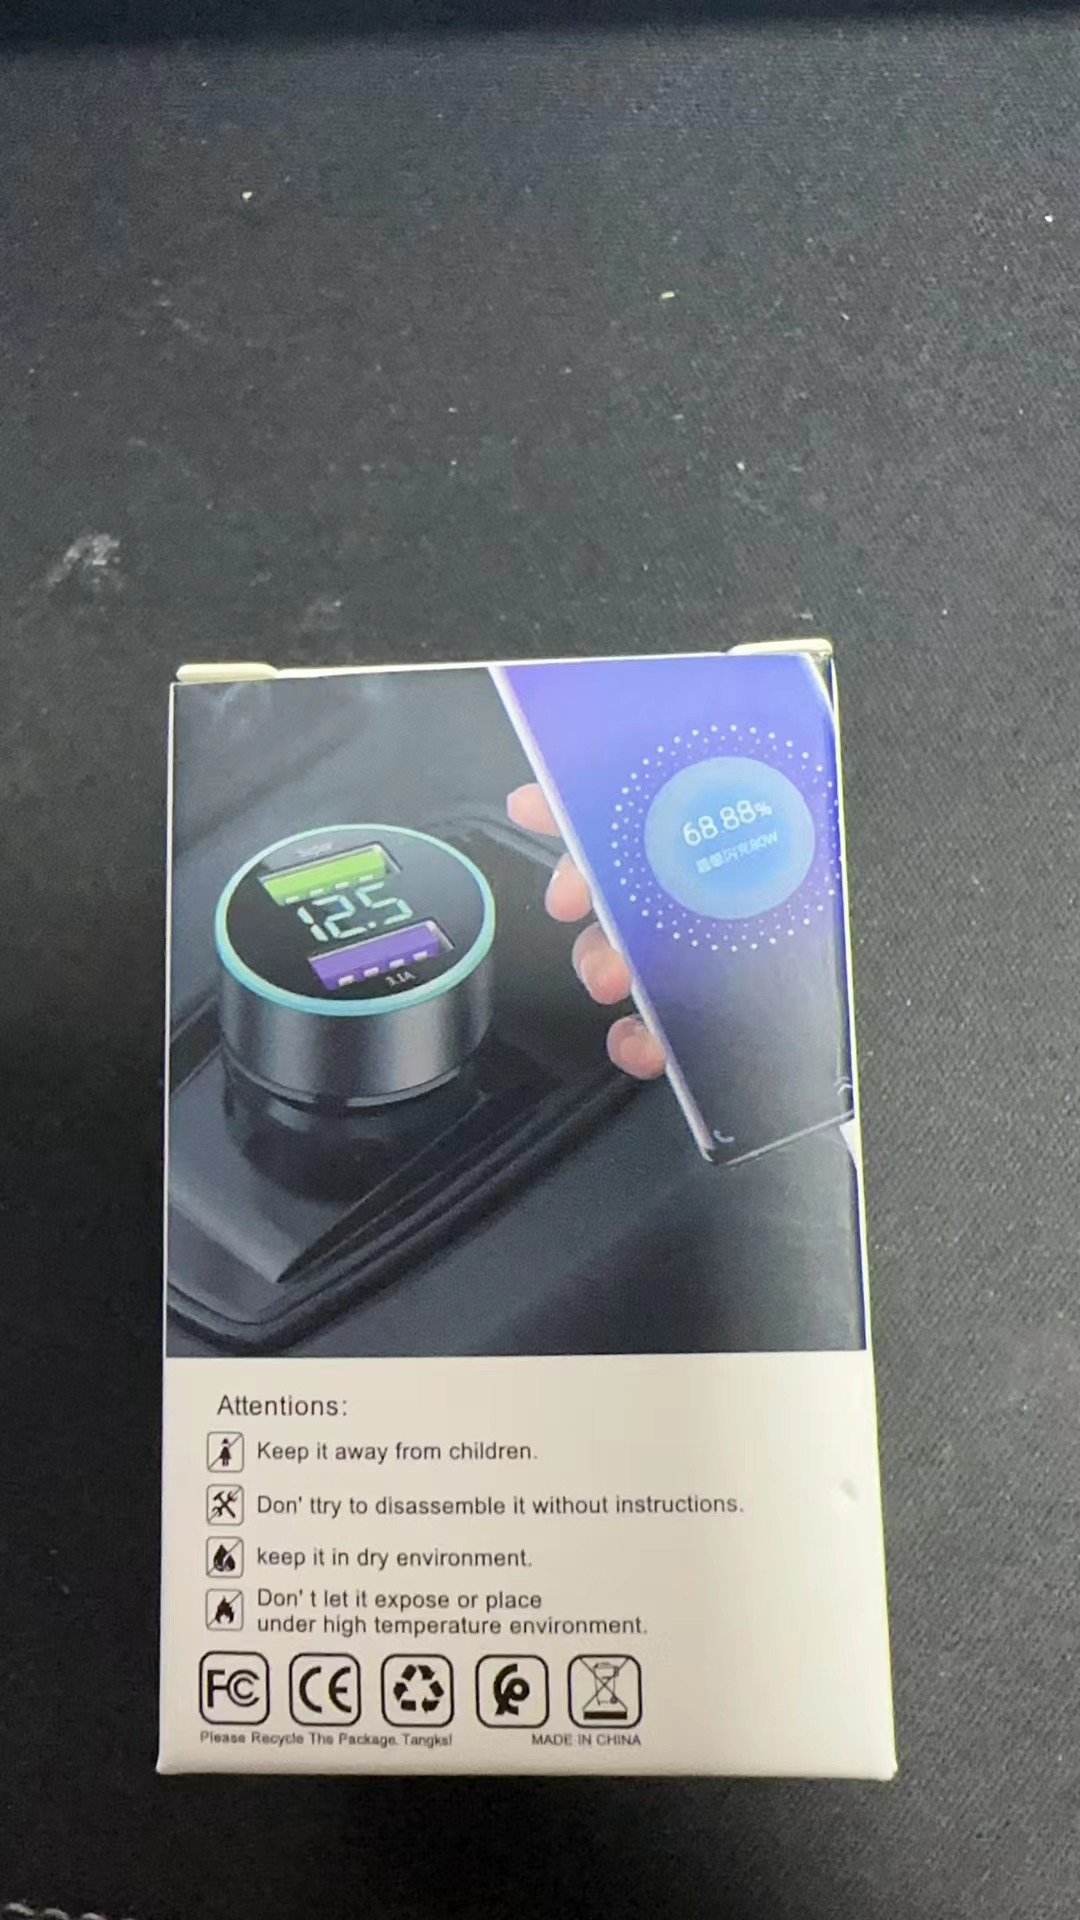 Super
12.5
3.1A
68.88%
80W
Attentions:
Keep it away from children.
Don' ttry to disassemble it without instructions.
keep it in dry environment.
Don' t let it expose or place
under high temperature environment.
FC
CE
Please Recycle The Package. Tangks!
MADE IN CHINA